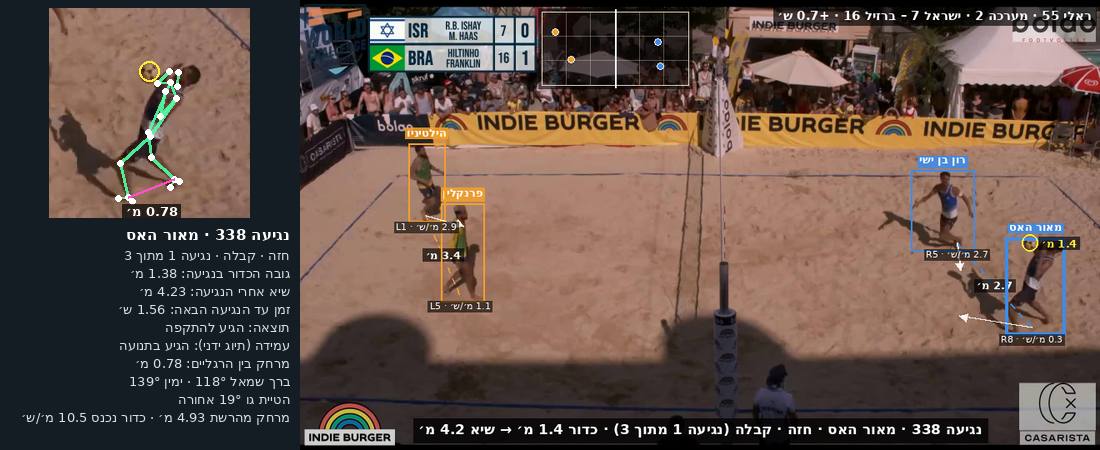 ראלי 55 · מערכה 2 · ישראל 7 – ברזיל 16 · +0.7 ש׳
ISR R.B. ISHAY M. HAAS 7 0
BRA HILTINHO FRANKLIN 16 1
INDIE BURGER
bolao
FOOTVOLLEY
CASARISTA
bolao
INDIE BURGER
bolao
BURGER
הילטיניו
פרנקלין
L1 · 2.9 מ׳/ש׳
3.4 מ׳
L5 · 1.1 מ׳/ש׳
רון בן ישי
R5 · 2.7 מ׳/ש׳
מאור האס
1.4 מ׳
2.7 מ׳
R8 · 0.3 מ׳/ש׳
0.78 מ׳
נגיעה 338 · מאור האס
חזה · קבלה · נגיעה 1 מתוך 3
גובה הכדור בנגיעה: 1.38 מ׳
שיא אחרי הנגיעה: 4.23 מ׳
זמן עד הנגיעה הבאה: 1.56 ש׳
תוצאה: הגיע להתקפה
עמידה (תיוג ידני): הגיע בתנועה
מרחק בין הרגליים: 0.78 מ׳
ברך שמאל 118° · ימין 139°
הטיית גו 19° אחורה
מרחק מהרשת 4.93 מ׳ · כדור נכנס 10.5 מ׳/ש׳
INDIE BURGER
נגיעה 338 · מאור האס · חזה · קבלה (נגיעה 1 מתוך 3) · כדור 1.4 מ׳ → שיא 4.2 מ׳
CASARISTA